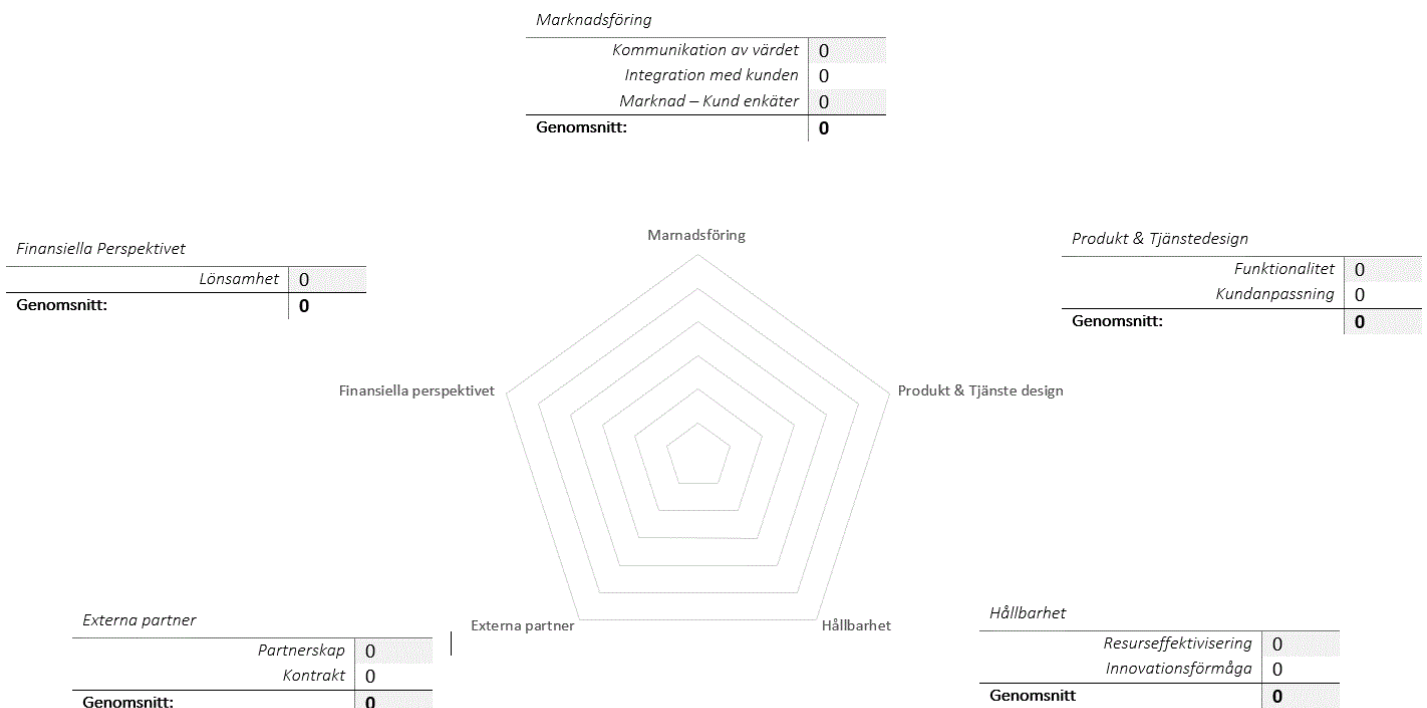 Marknadsföring
Kommunikation av värdet 0
Integration med kunden 0
Marknad – Kund enkäter 0
Genomsnitt: 0
Finansiella Perspektivet
Lönsamhet 0
Genomsnitt: 0
Produkt & Tjänstedesign
Funktionalitet 0
Kundanpassning 0
Genomsnitt: 0
Marnadsföring
Finansiella perspektivet
Produkt & Tjänste design
Externa partner
Hållbarhet
Externa partner
Partnerskap 0
Kontrakt 0
Genomsnitt: 0
Hållbarhet
Resurseffektivisering 0
Innovationsförmåga 0
Genomsnitt 0